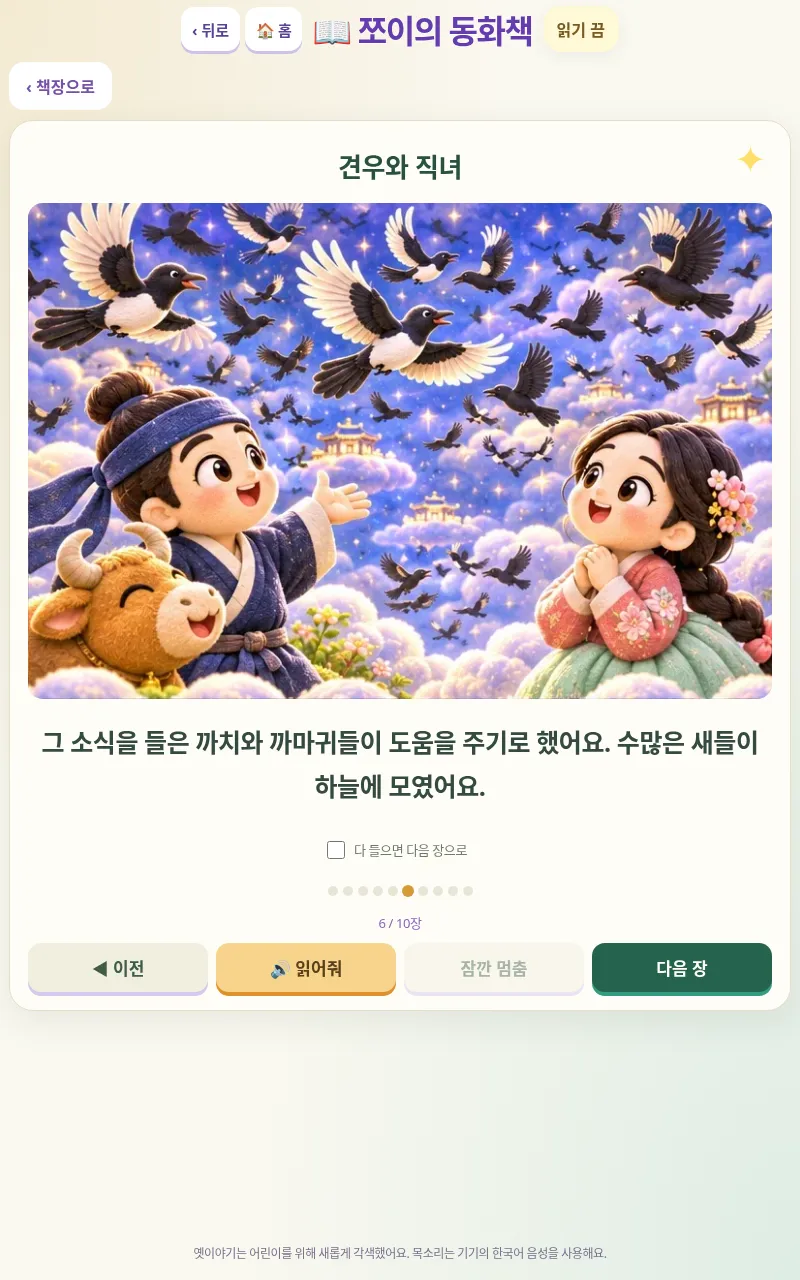 ‹ 뒤로
🏠 홈
📖 쪼이의 동화책
읽기 끝
‹ 책장으로
견우와 직녀
그 소식을 들은 까치와 까마귀들이 도움을 주기로 했어요. 수많은 새들이
하늘에 모였어요.
다 들으면 다음 장으로
6 / 10장
◀ 이전
🔊 읽어줘
잠깐 멈춤
다음 장
옛이야기는 어린이를 위해 새롭게 각색했어요. 목소리는 기기의 한국어 음성을 사용해요.